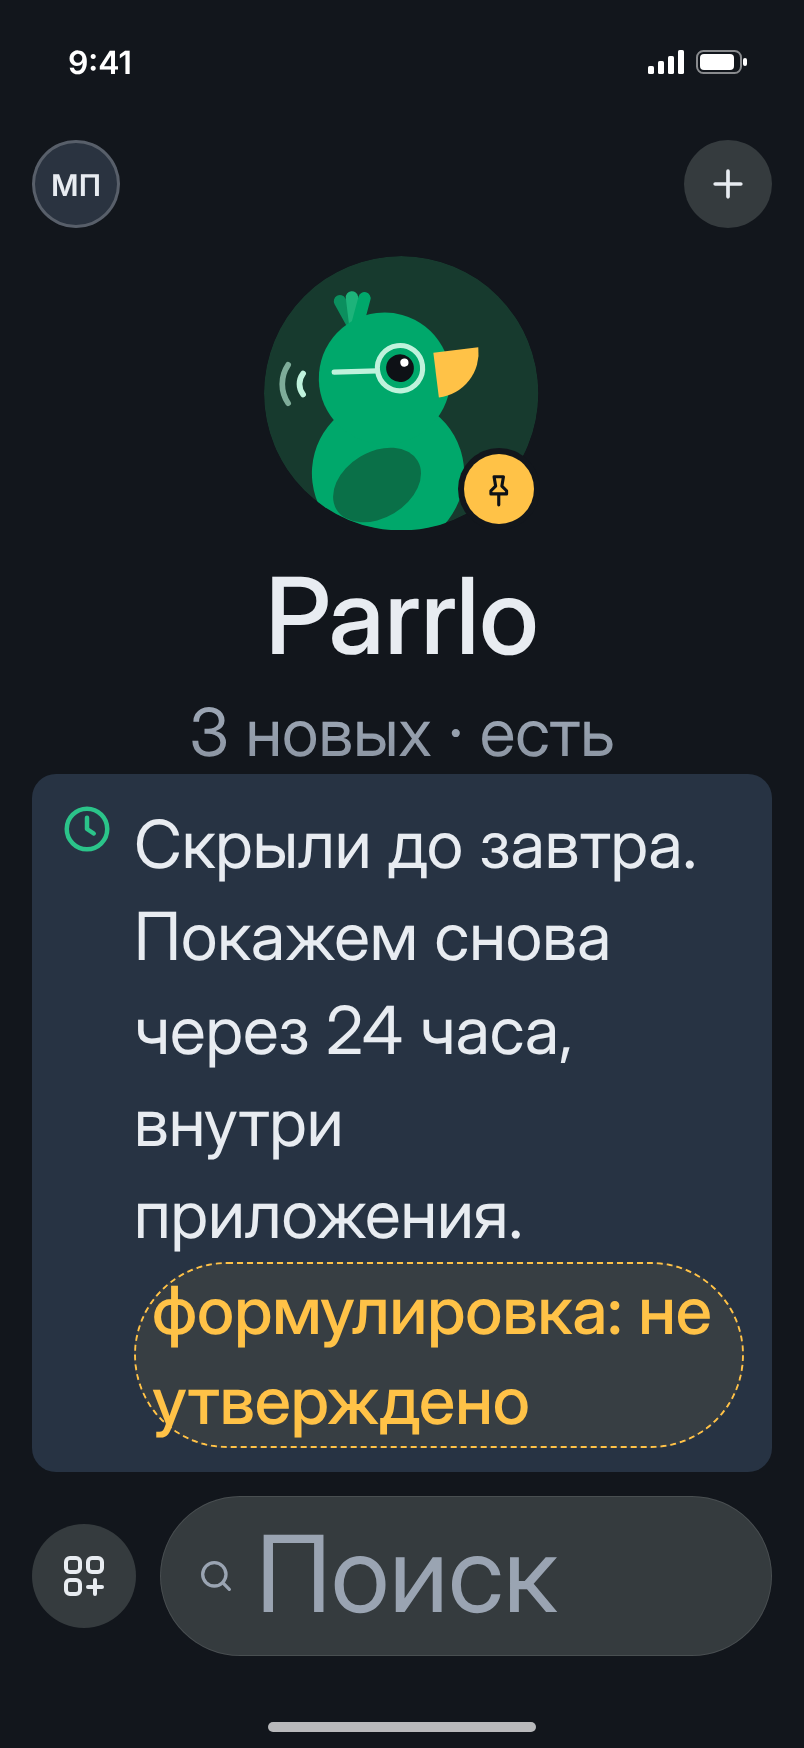 9:41
МП
Parrlo
3 новых · есть
Скрыли до завтра.
Покажем снова
через 24 часа,
внутри
приложения.
формулировка: не
утверждено
Поиск